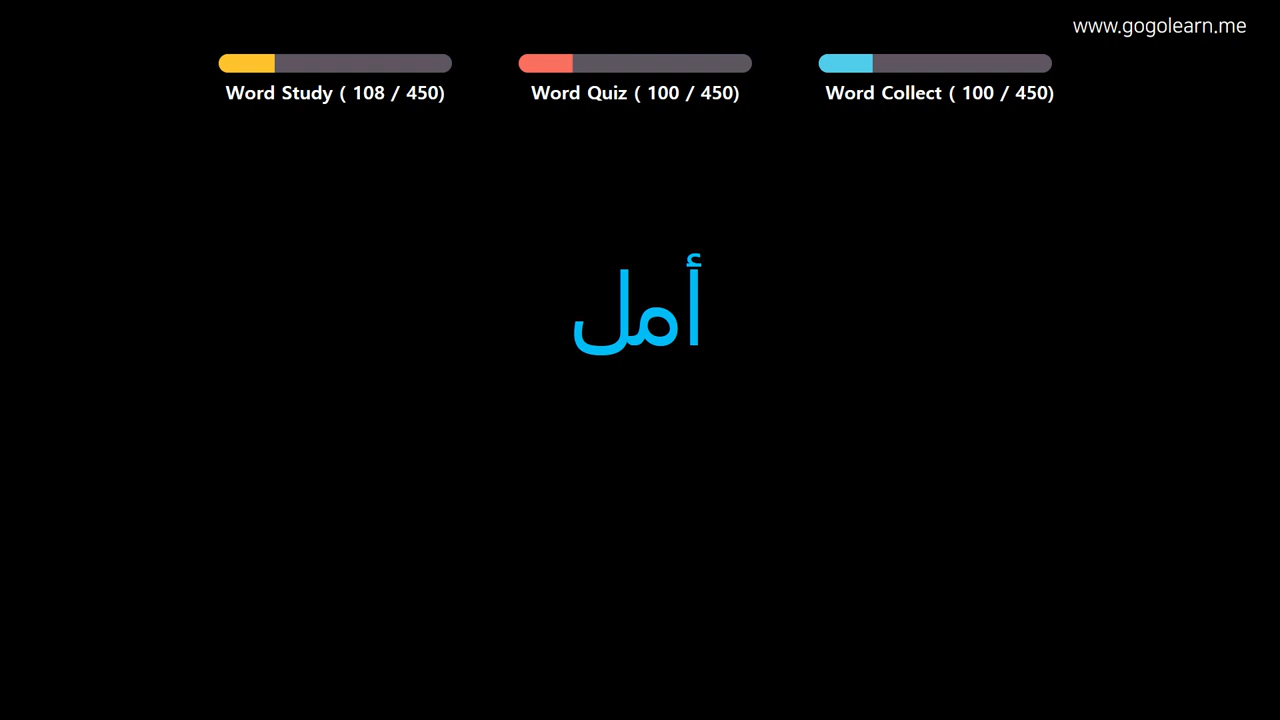 www.gogolearn.me
Word Study ( 108 / 450)
Word Quiz ( 100 / 450)
Word Collect ( 100 / 450)
أمل